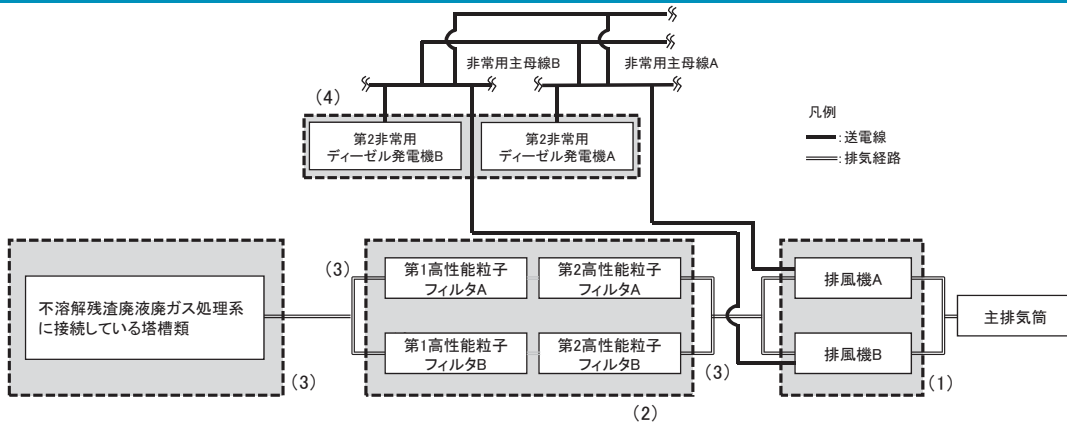 非常用主母線B
非常用主母線A
(4)
第2非常用
ディーゼル発電機B
第2非常用
ディーゼル発電機A
凡例
:送電線
:排気経路
不溶解残渣廃液廃ガス処理系
に接続している塔槽類
(3)
(3)
第1高性能粒子
フィルタA
第2高性能粒子
フィルタA
第1高性能粒子
フィルタB
第2高性能粒子
フィルタB
(2)
(3)
排風機A
排風機B
(1)
主排気筒